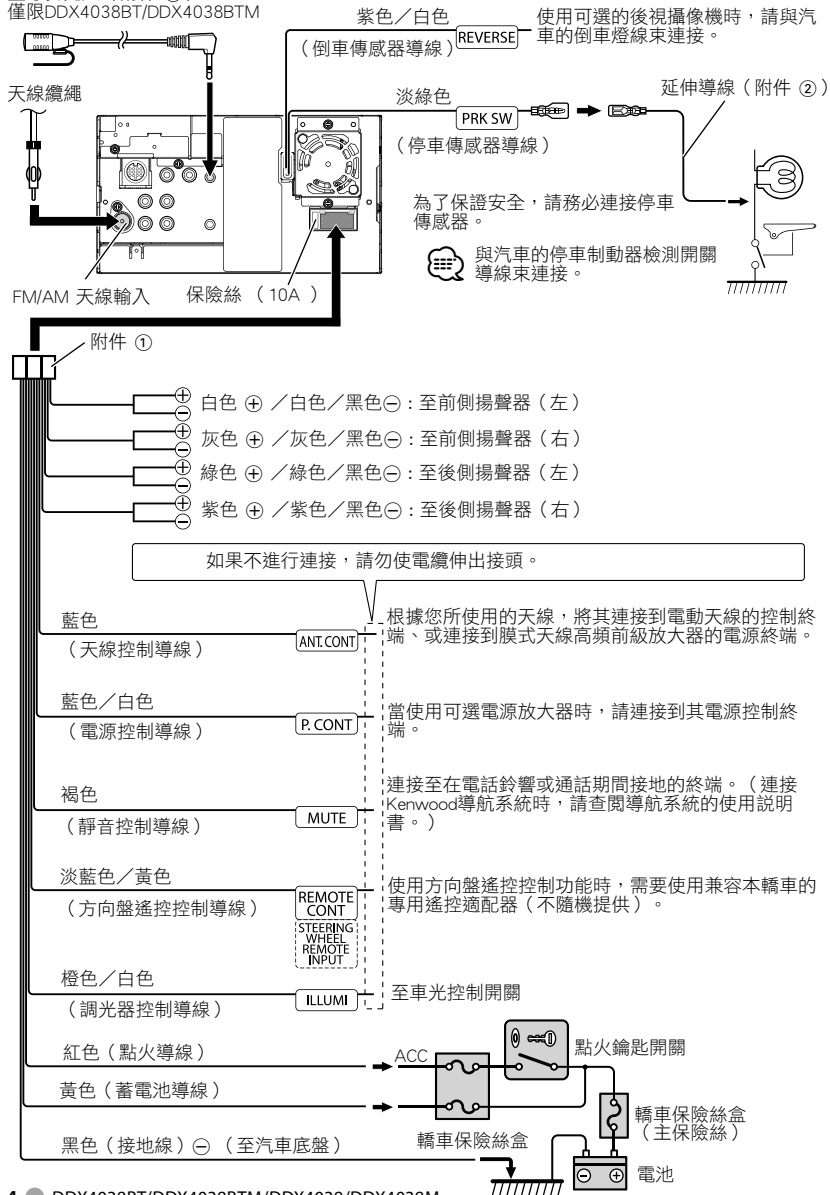 僅限DDX4038BT/DDX4038BTM
紫色／白色
（倒車傳感器導線）
REVERSE
使用可選的後視攝像機時，請與汽
車的倒車燈線束連接。
天線纜繩
淡綠色
PRK SW
（停車傳感器導線）
延伸導線（附件 ②）
為了保證安全，請務必連接停車
傳感器。
與汽車的停車制動器檢測開關
導線束連接。
FM/AM 天線輸入
保險絲 （10A ）
附件 ①
白色 ⊕ ／白色／黑色⊖ : 至前側揚聲器（左）
灰色 ⊕ ／灰色／黑色⊖ : 至前側揚聲器（右）
綠色 ⊕ ／綠色／黑色⊖ : 至後側揚聲器（左）
紫色 ⊕ ／紫色／黑色⊖ : 至後側揚聲器（右）
如果不進行連接，請勿使電纜伸出接頭。
藍色
（天線控制導線）
ANT. CONT
根據您所使用的天線，將其連接到電動天線的控制終
端、或連接到膜式天線高頻前級放大器的電源終端。
藍色／白色
（電源控制導線）
P. CONT
當使用可選電源放大器時，請連接到其電源控制終
端。
褐色
（靜音控制導線）
MUTE
連接至在電話鈴響或通話期間接地的終端。（連接
Kenwood導航系統時，請查閱導航系統的使用說明
書。）
淡藍色／黃色
（方向盤遙控控制導線）
REMOTE
CONT
STEERING
WHEEL
REMOTE
INPUT
使用方向盤遙控控制功能時，需要使用兼容本轎車的
專用遙控適配器（不隨機提供）。
橙色／白色
（調光器控制導線）
ILLUMI
至車光控制開關
紅色（點火導線）
ACC
點火鑰匙開關
黃色（蓄電池導線）
轎車保險絲盒
（主保險絲）
黑色（接地線）⊖ （至汽車底盤）
轎車保險絲盒
電池
4 DDX4038BT/DDX4038BTM/DDX4038/DDX4038M